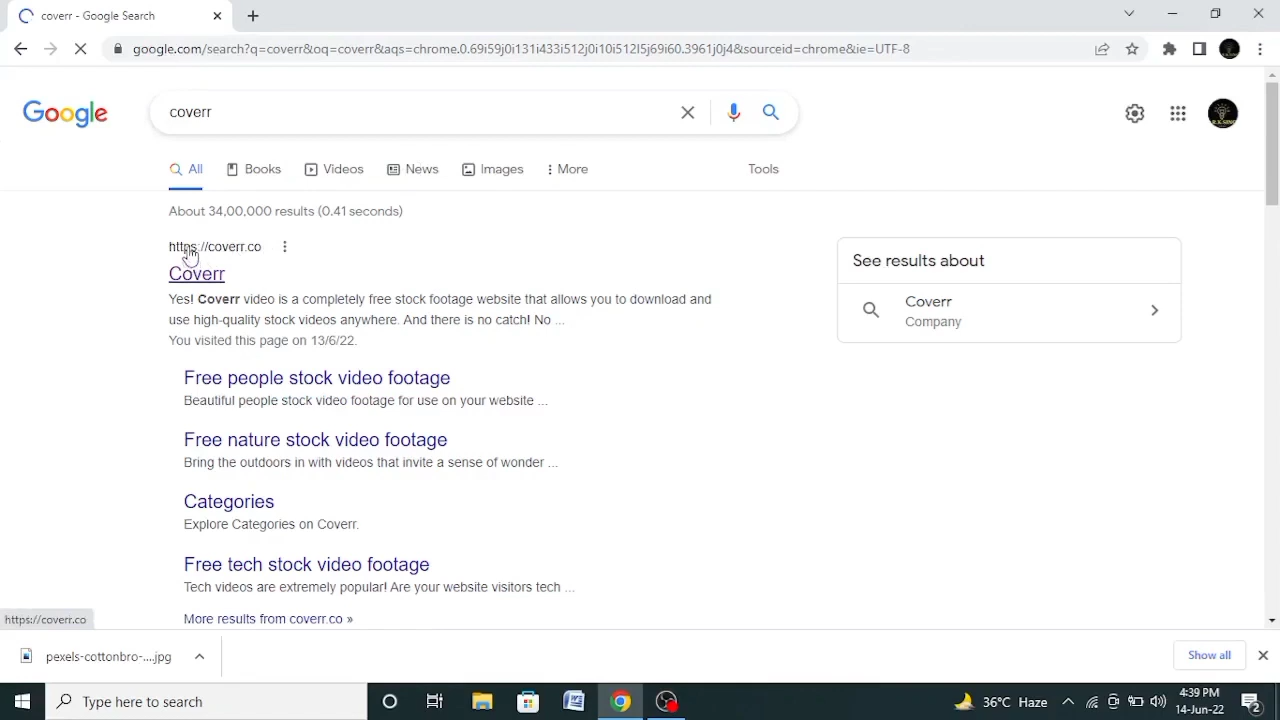 coverr - Google Search
google.com/search?q=coverr&oq=coverr&aqs=chrome.0.69i59j0i131i433i512j0i10i512l5j69i60.3961j0j4&sourceid=chrome&ie=UTF-8
Google
coverr
All
Books
Videos
News
Images
More
Tools
About 34,00,000 results (0.41 seconds)
https://coverr.co
Coverr
Yes! Coverr video is a completely free stock footage website that allows you to download and
use high-quality stock videos anywhere. And there is no catch! No ...
You visited this page on 13/6/22.
Free people stock video footage
Beautiful people stock video footage for use on your website ...
Free nature stock video footage
Bring the outdoors in with videos that invite a sense of wonder ...
Categories
Explore Categories on Coverr.
Free tech stock video footage
Tech videos are extremely popular! Are your website visitors tech ...
More results from coverr.co »
See results about
Coverr
Company
https://coverr.co
pexels-cottonbro-....jpg
Show all
Type here to search
36°C Haze
4:39 PM
14-Jun-22
2